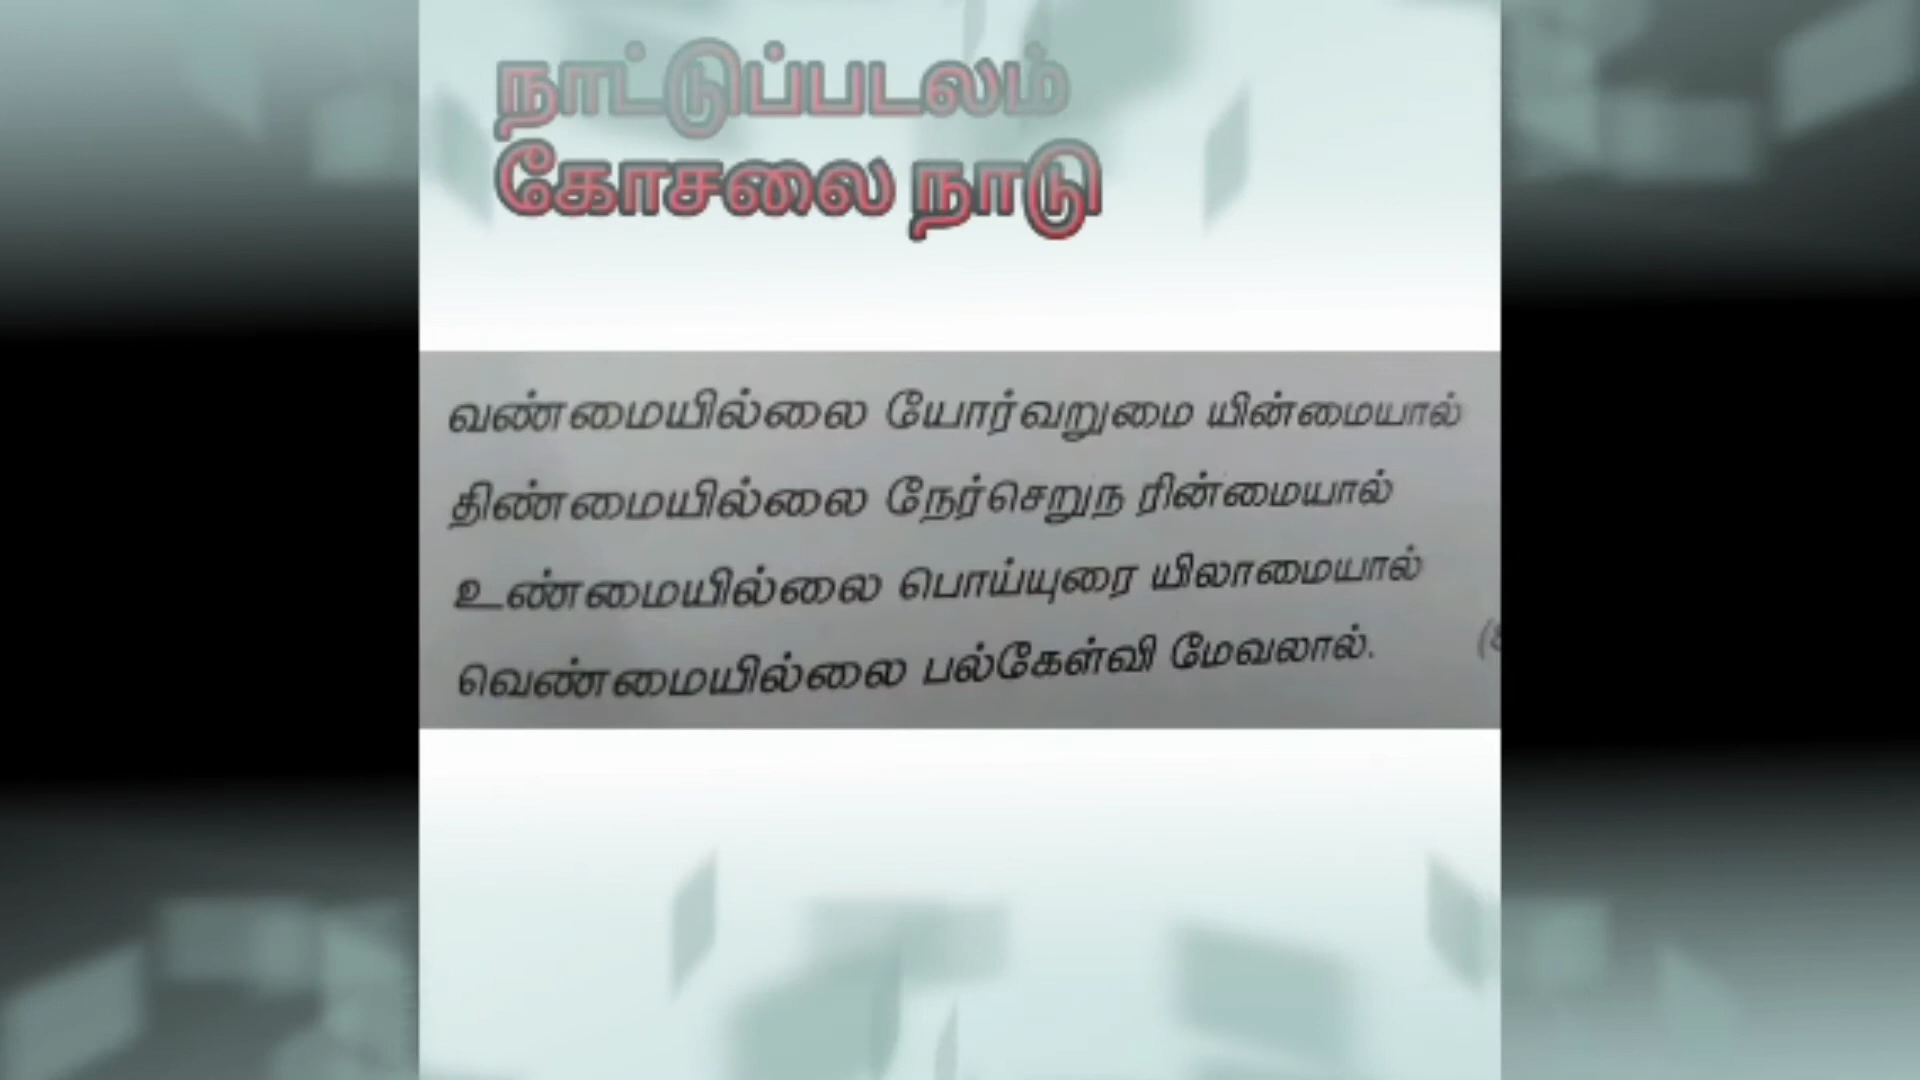 நாட்டுப்படலம்
கோசலை நாடு
வண்மையில்லை யோர்வறுமை யின்மையால்
திண்மையில்லை நேர்செறுந ரின்மையால்
உண்மையில்லை பொய்யுரை யிலாமையால்
வெண்மையில்லை பல்கேள்வி மேவலால்.